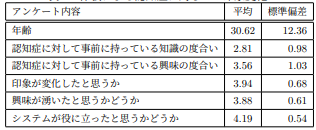 アンケート内容 平均 標準偏差
年齢 30.62 12.36
認知症に対して事前に持っている知識の度合い 2.81 0.98
認知症に対して事前に持っている興味の度合い 3.56 1.03
印象が変化したと思うか 3.94 0.68
興味が湧いたと思うかどうか 3.88 0.61
システムが役に立ったと思うかどうか 4.19 0.54